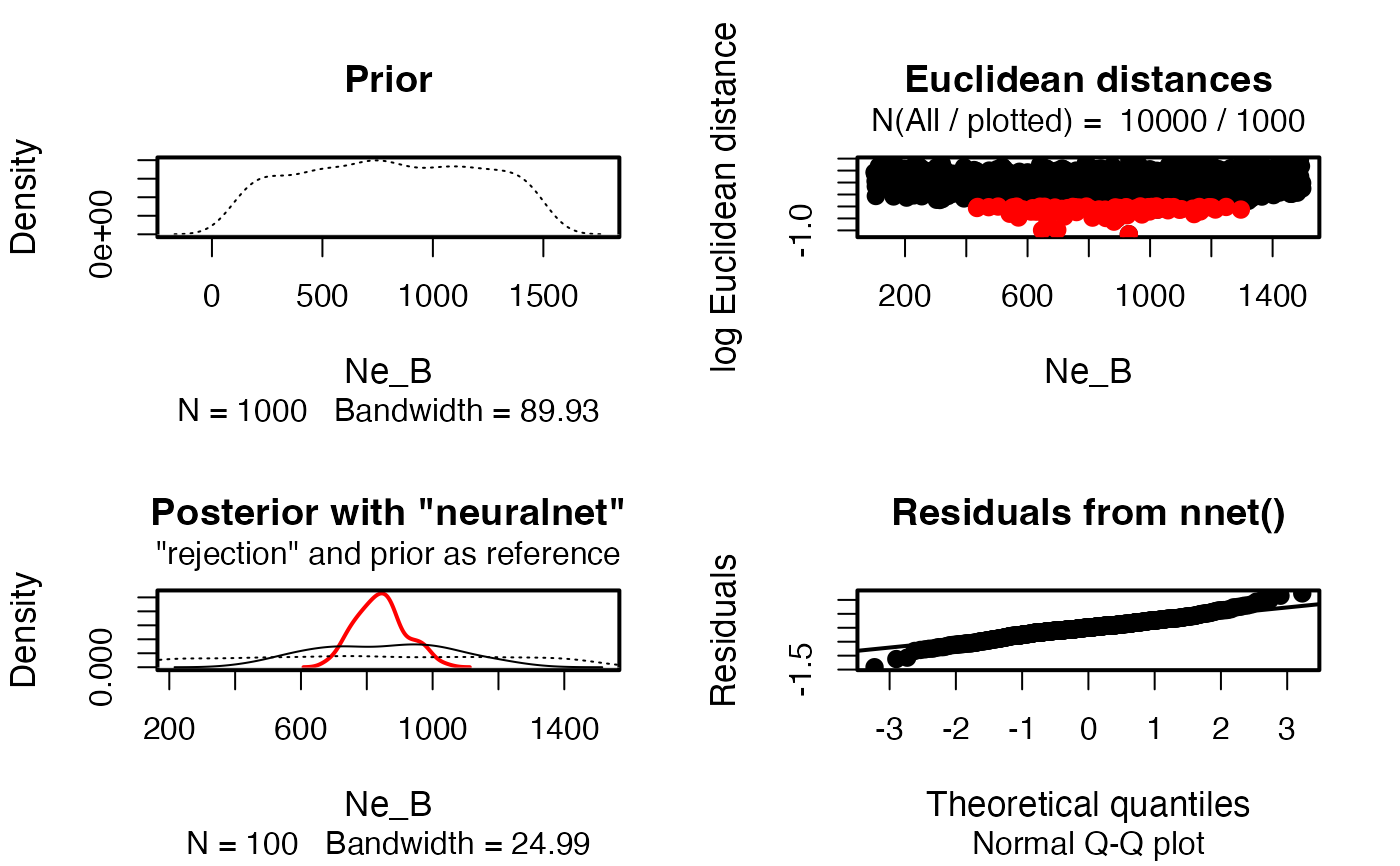 Prior
Density
0e+00
0 500 1000 1500
Ne_B
N = 1000 Bandwidth = 89.93
Euclidean distances
N(All / plotted) = 10000 / 1000
log Euclidean distance
-1.0
200 600 1000 1400
Ne_B
Posterior with "neuralnet"
"rejection" and prior as reference
Density
0.000
200 600 1000 1400
Ne_B
N = 100 Bandwidth = 24.99
Residuals from nnet()
Residuals
-1.5
-3 -2 -1 0 1 2 3
Theoretical quantiles
Normal Q-Q plot